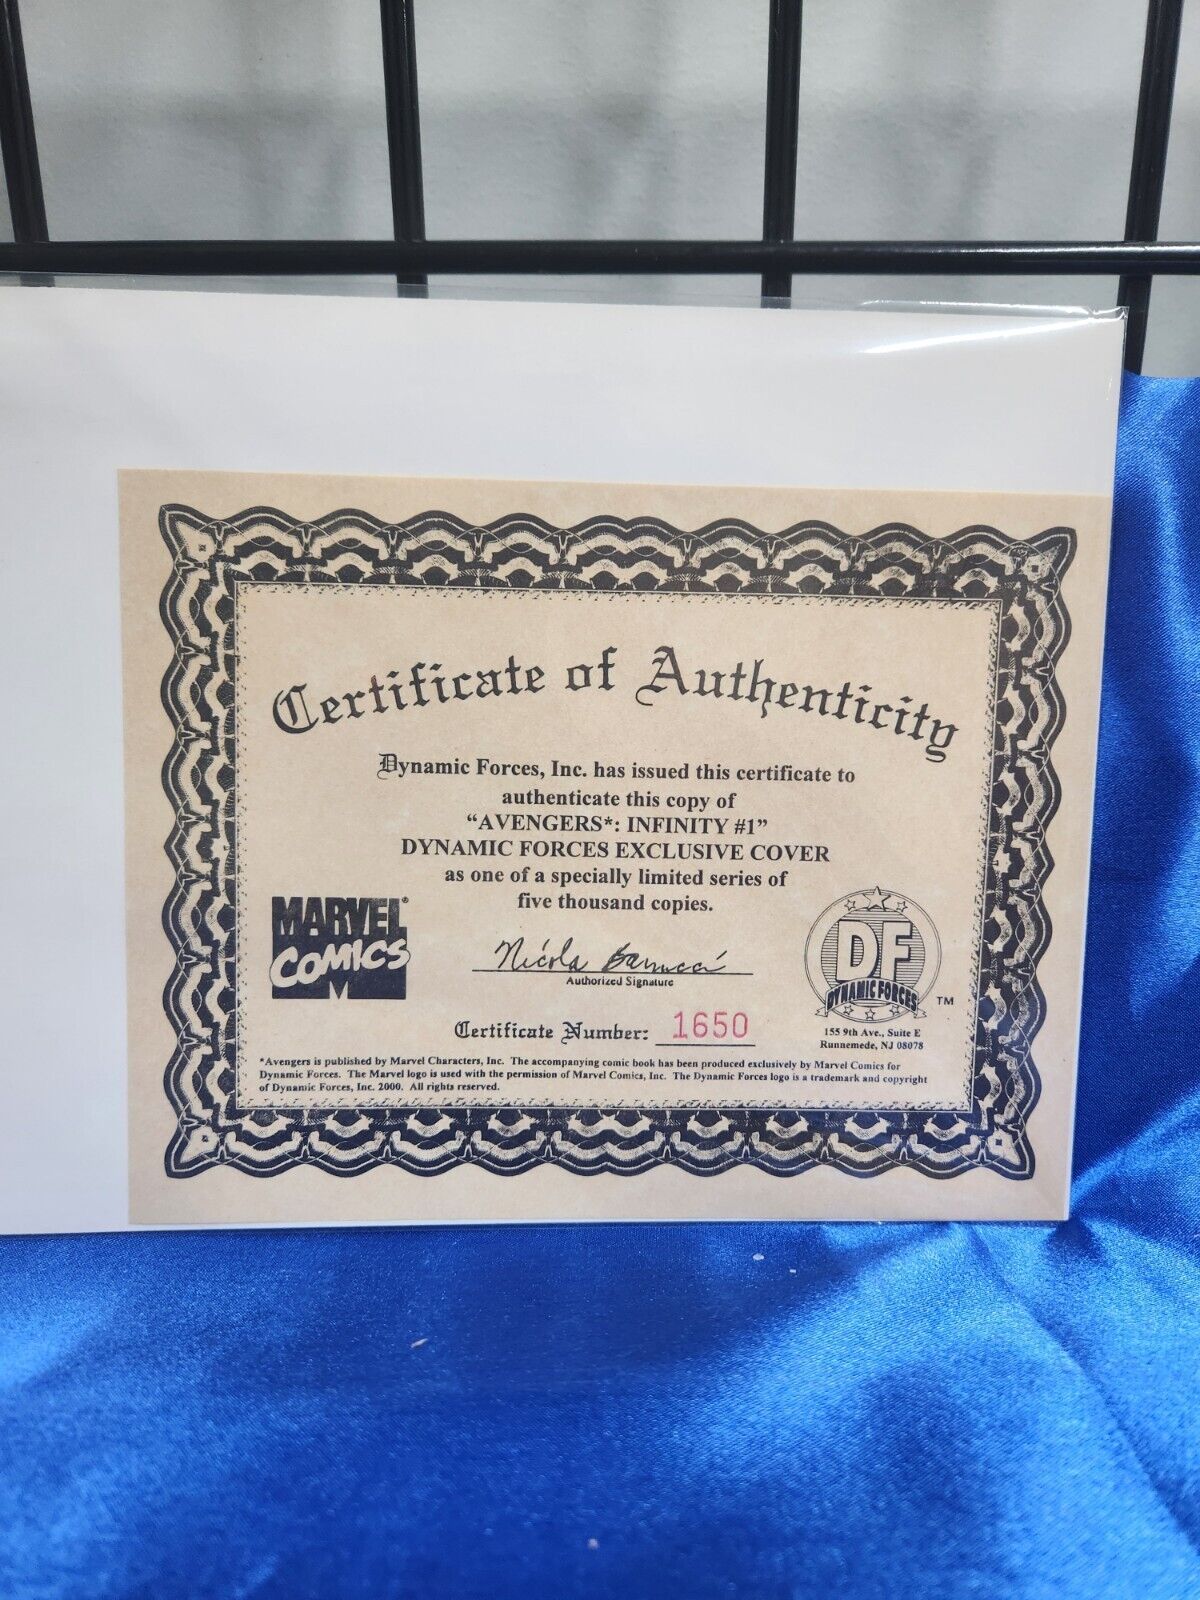 Certificate of Authenticity
Dynamic Forces, Inc. has issued this certificate to
authenticate this copy of
“AVENGERS*: INFINITY #1”
DYNAMIC FORCES EXCLUSIVE COVER
as one of a specially limited series of
five thousand copies.
MARVEL®
COMICS
M
Nicola Barrucci
Authorized Signature
Certificate Number: 1650
DF
DYNAMIC FORCES
TM
155 9th Ave., Suite E
Runnemede, NJ 08078
*Avengers is published by Marvel Characters, Inc. The accompanying comic book has been produced exclusively by Marvel Comics for
Dynamic Forces. The Marvel logo is used with the permission of Marvel Comics, Inc. The Dynamic Forces logo is a trademark and copyright
of Dynamic Forces, Inc. 2000. All rights reserved.